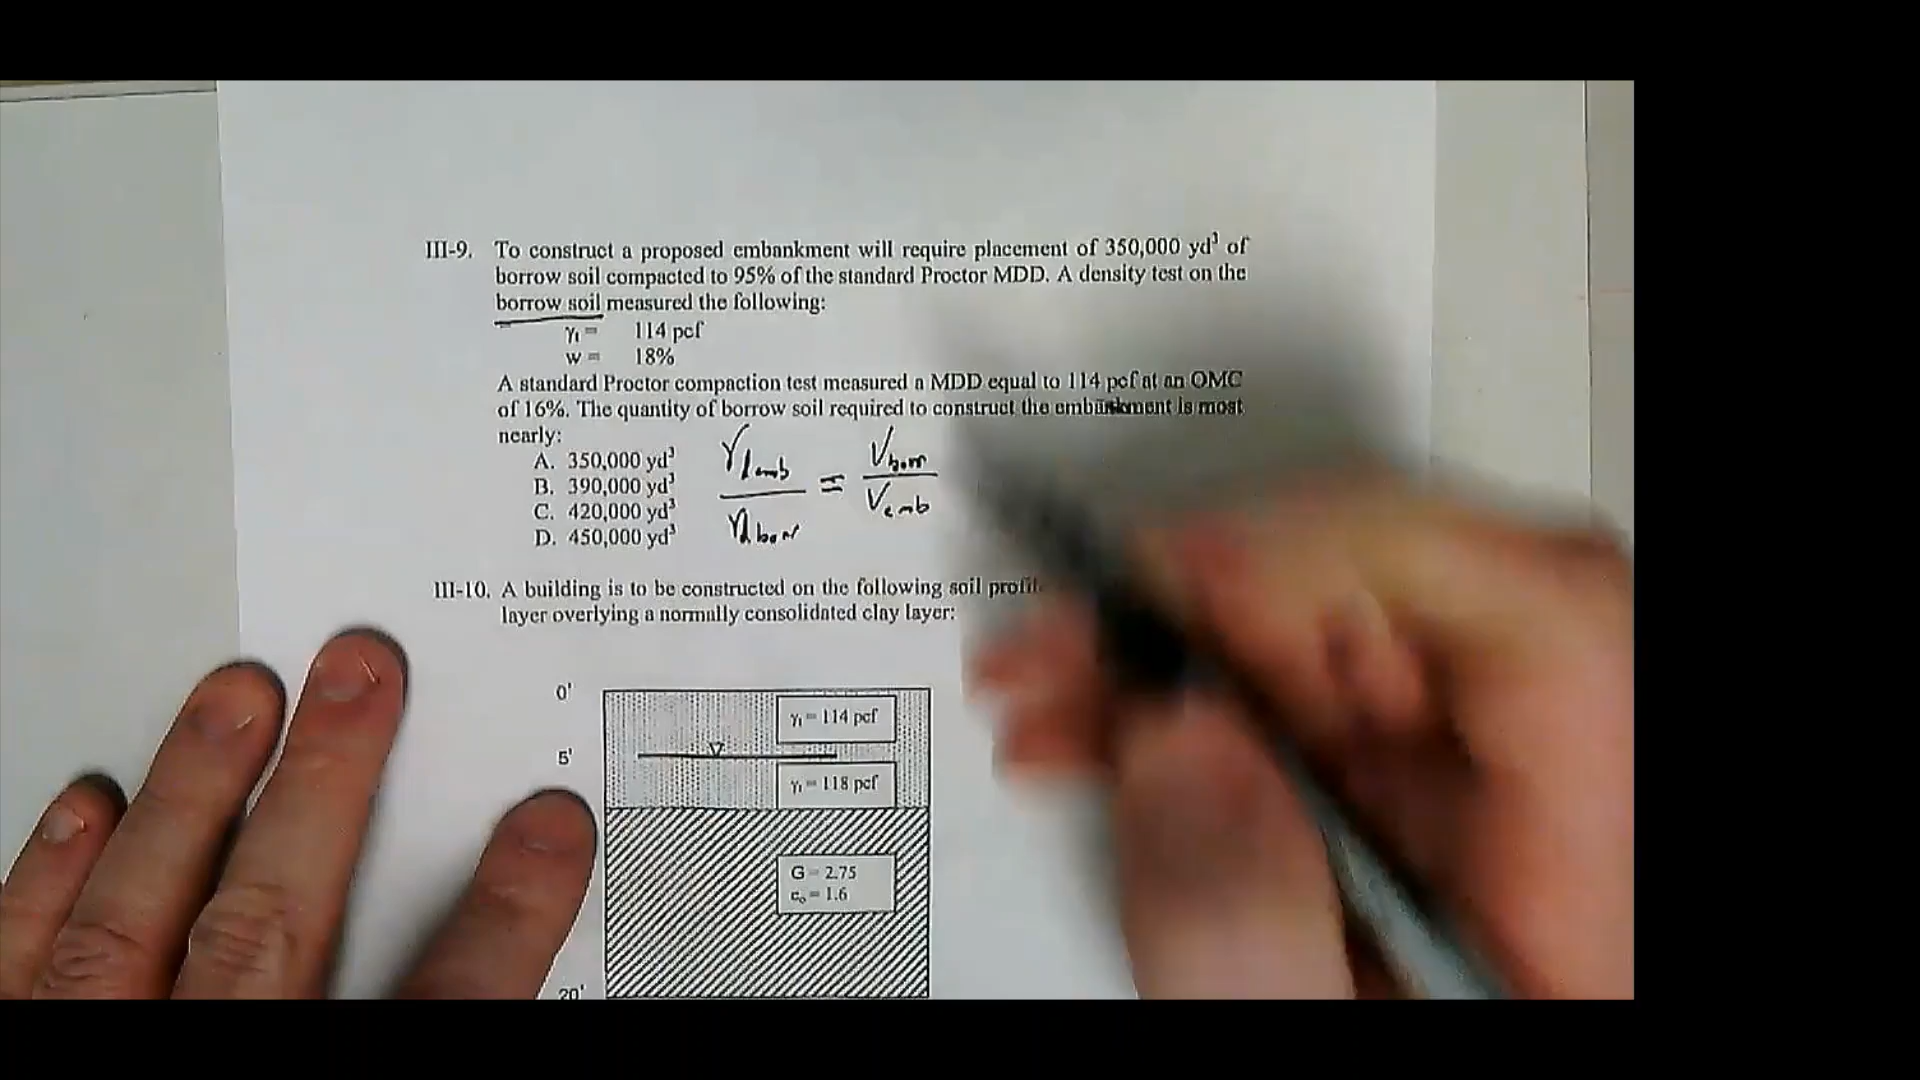 III-9. To construct a proposed embankment will require placement of 350,000 yd³ of
borrow soil compacted to 95% of the standard Proctor MDD. A density test on the
borrow soil measured the following:
γt = 114 pcf
w = 18%
A standard Proctor compaction test measured a MDD equal to 114 pcf at an OMC
of 16%. The quantity of borrow soil required to construct the embankment is most
nearly:
A. 350,000 yd³
B. 390,000 yd³
C. 420,000 yd³
D. 450,000 yd³
γd emb / γd borr = Vborr / Vemb
III-10. A building is to be constructed on the following soil
layer overlying a normally consolidated clay layer:
0'
γt = 114 pcf
5'
γt = 118 pcf
G = 2.75
eo = 1.6
20'